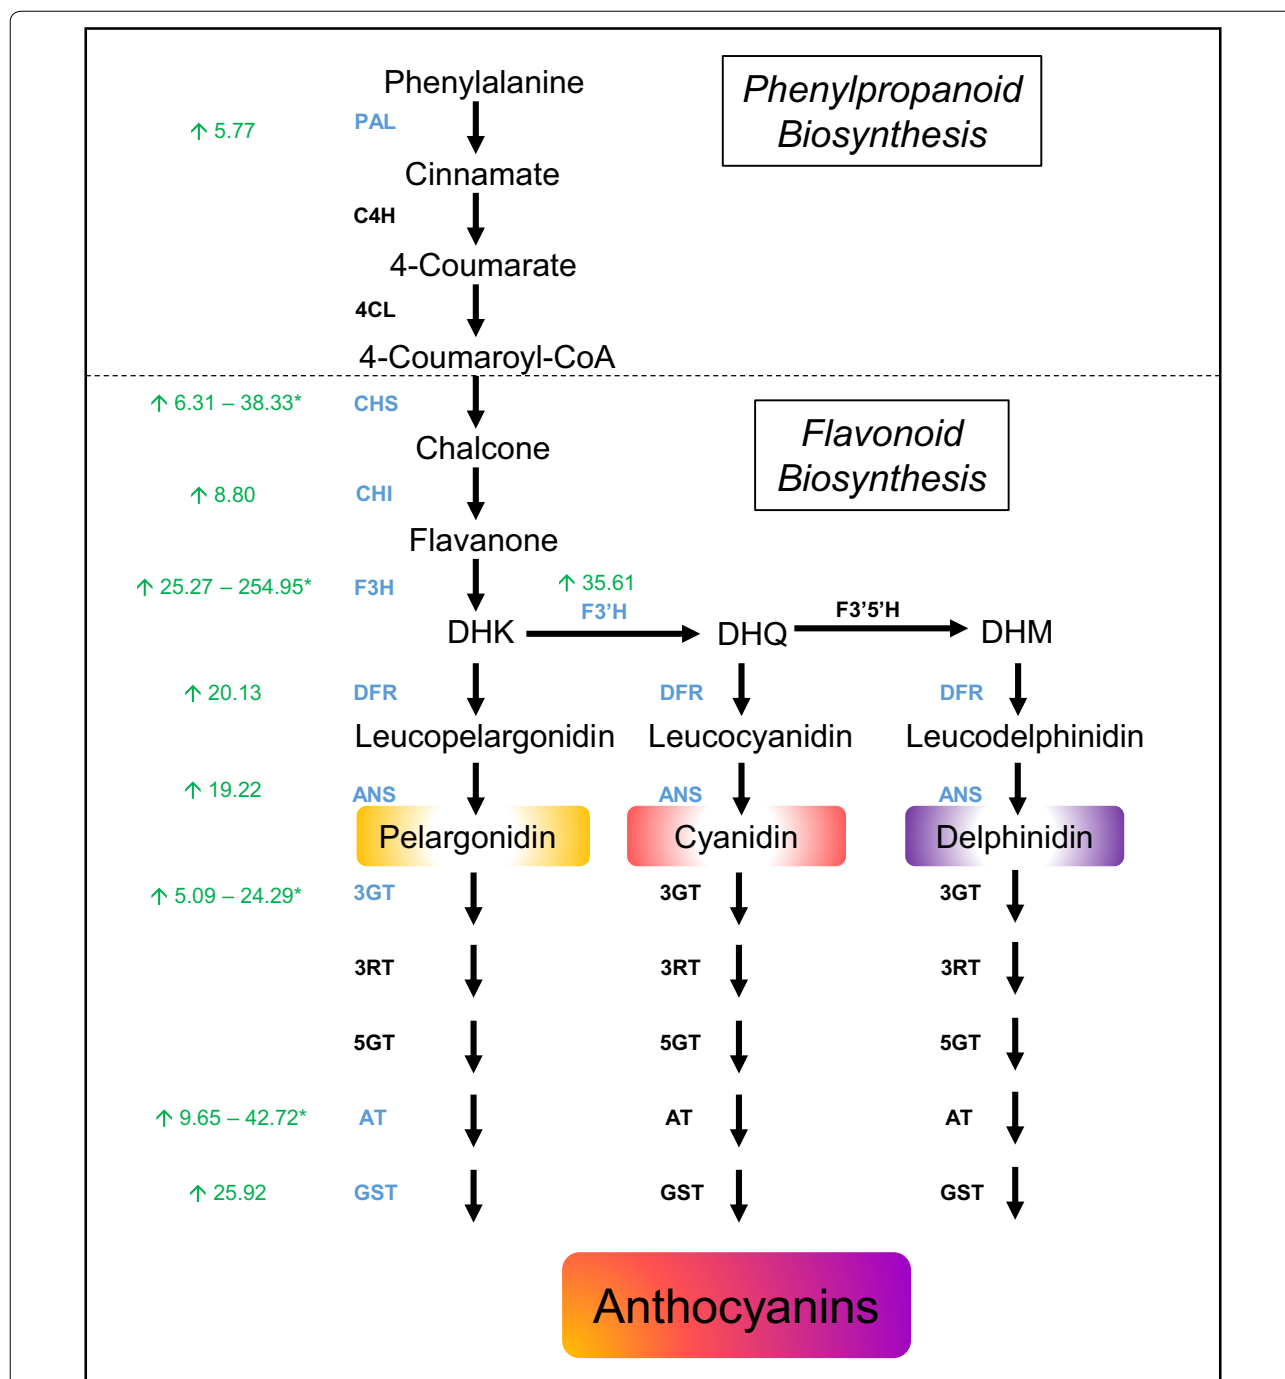 Phenylalanine
Phenylpropanoid
Biosynthesis
↑ 5.77
PAL
Cinnamate
C4H
4-Coumarate
4CL
4-Coumaroyl-CoA
↑ 6.31 – 38.33*
CHS
Flavonoid
Biosynthesis
Chalcone
↑ 8.80
CHI
Flavanone
↑ 25.27 – 254.95*
F3H
↑ 35.61
F3’H
F3’5’H
DHK
DHQ
DHM
↑ 20.13
DFR
DFR
DFR
Leucopelargonidin
Leucocyanidin
Leucodelphinidin
↑ 19.22
ANS
ANS
ANS
Pelargonidin
Cyanidin
Delphinidin
↑ 5.09 – 24.29*
3GT
3GT
3GT
3RT
3RT
3RT
5GT
5GT
5GT
↑ 9.65 – 42.72*
AT
AT
AT
↑ 25.92
GST
GST
GST
Anthocyanins